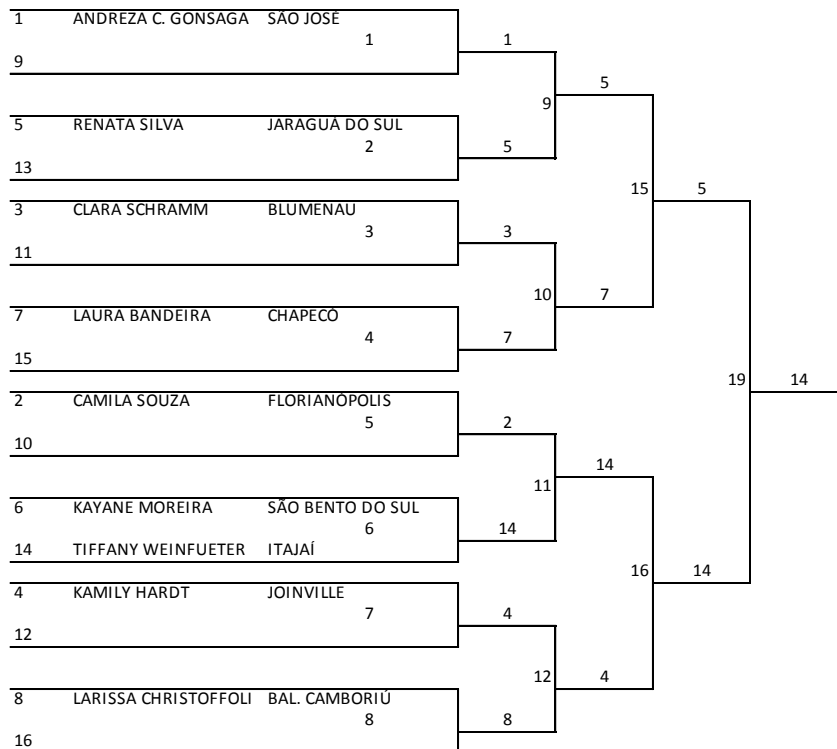 1 ANDREZA C. GONSAGA SÃO JOSÉ
1 1
9 5
9
5 RENATA SILVA JARAGUÁ DO SUL
2 5
13
15 5
3 CLARA SCHRAMM BLUMENAU
3 3
11
10 7
7 LAURA BANDEIRA CHAPECÓ
4 7
15
19 14
2 CAMILA SOUZA FLORIANÓPOLIS
5 2
10
14
11
6 KAYANE MOREIRA SÃO BENTO DO SUL
6 14
14 TIFFANY WEINFUETER ITAJAÍ
16 14
4 KAMILY HARDT JOINVILLE
7 4
12
12 4
8 LARISSA CHRISTOFFOLI BAL. CAMBORIÚ
8 8
16